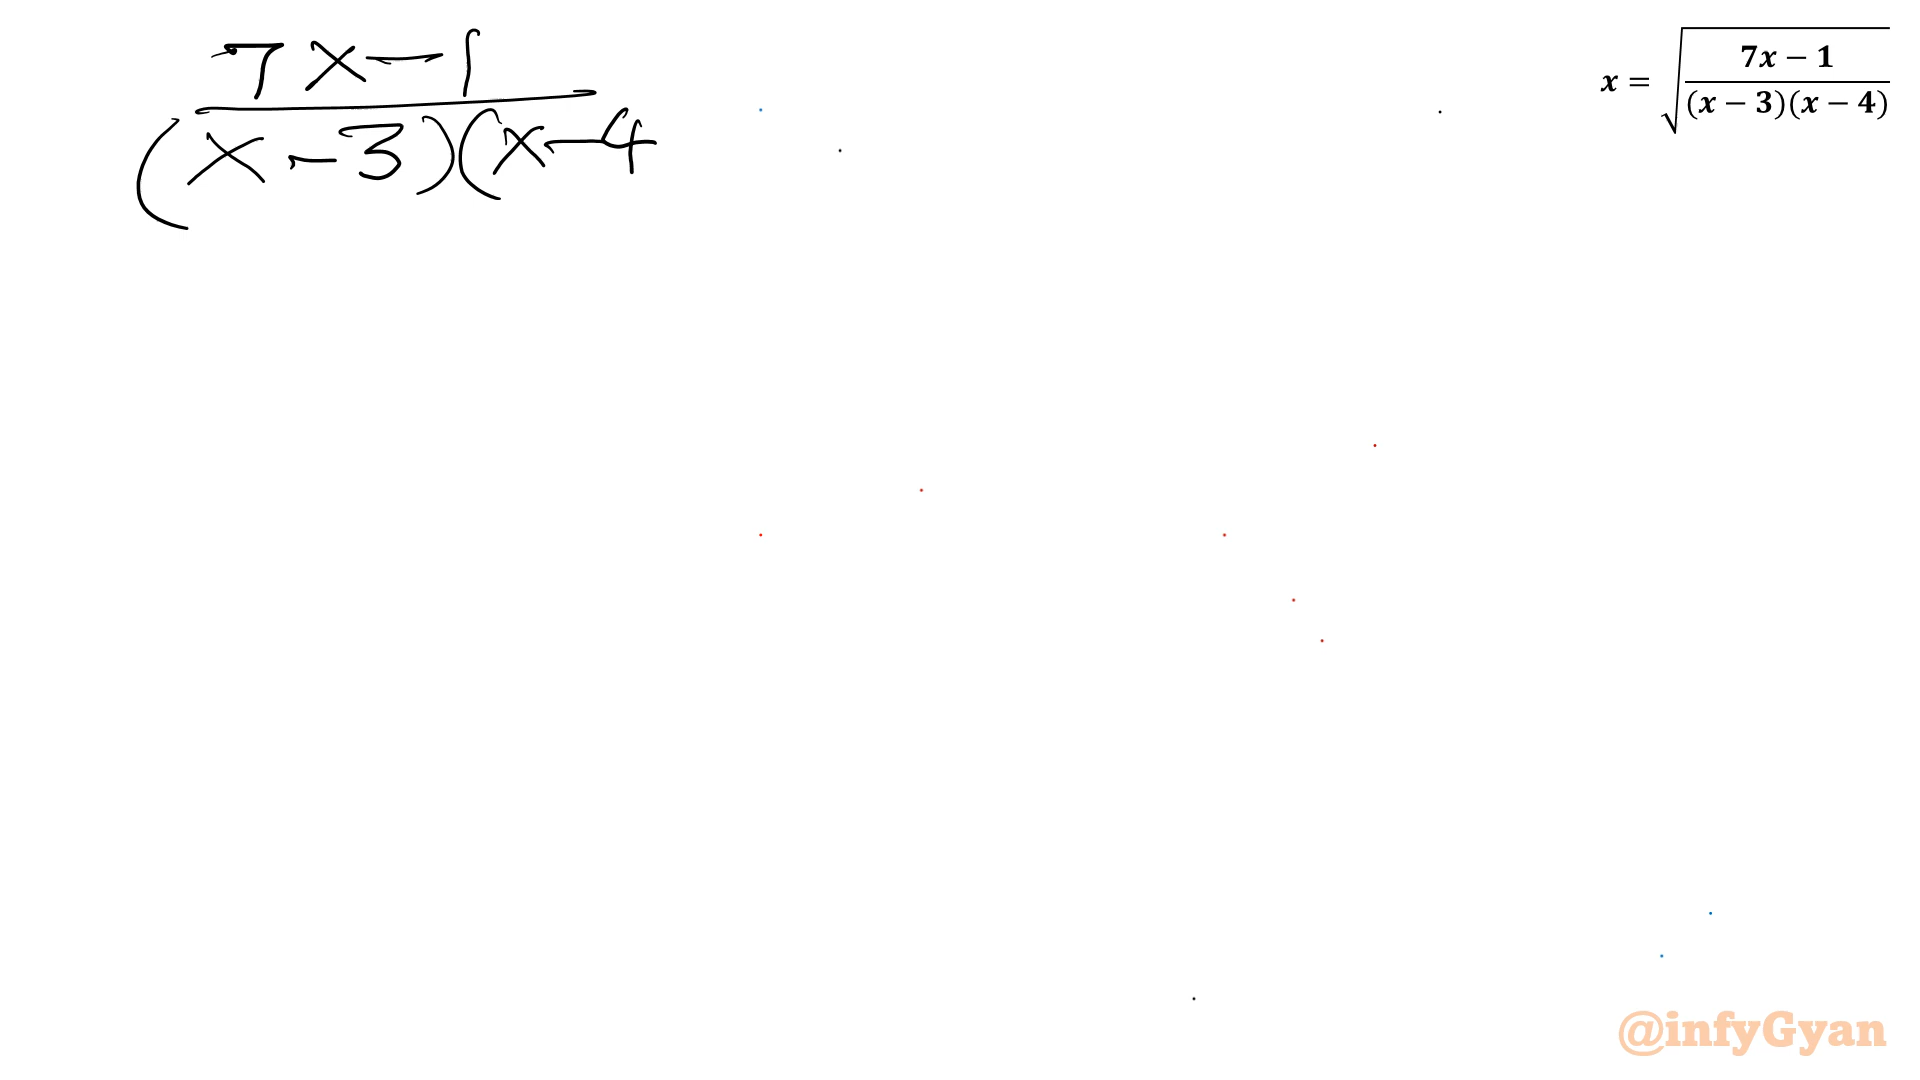 7x − 1
(x − 3)(x − 4
x = √((7x − 1)/((x − 3)(x − 4)))
@infyGyan